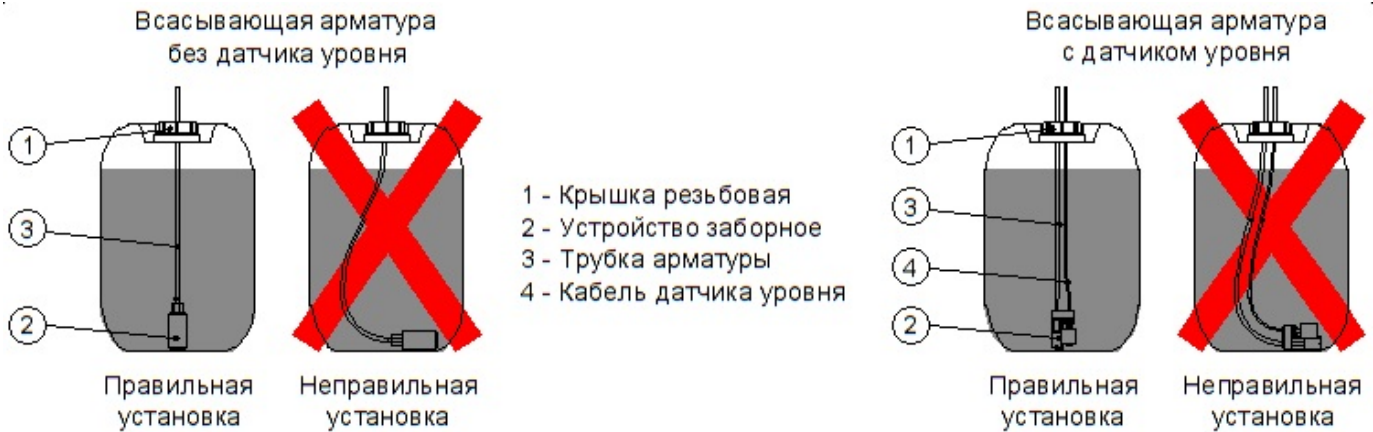 Всасывающая арматура
без датчика уровня
Всасывающая арматура
с датчиком уровня
1
3
2
1 - Крышка резьбовая
2 - Устройство заборное
3 - Трубка арматуры
4 - Кабель датчика уровня
1
3
4
2
Правильная
установка
Неправильная
установка
Правильная
установка
Неправильная
установка